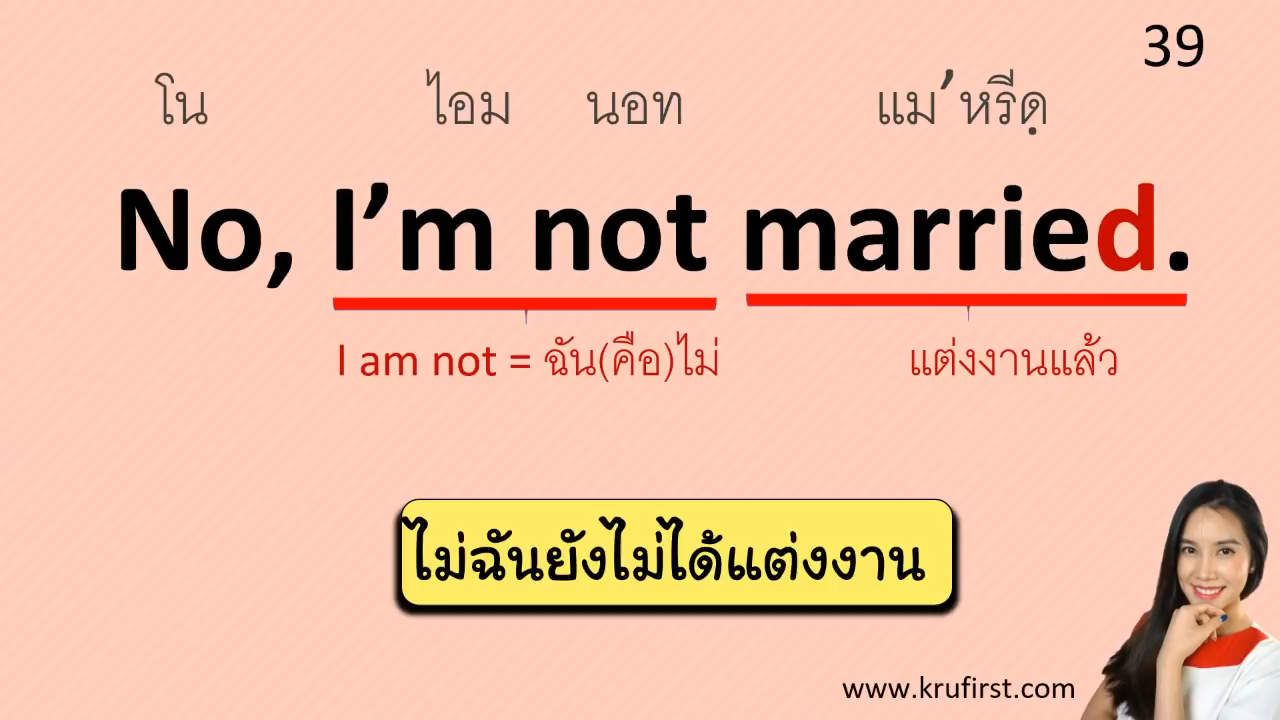 39
โน ไอม นอท แม’หรีดฺ
No, I’m not married.
I am not = ฉัน(คือ)ไม่ แต่งงานแล้ว
ไม่ฉันยังไม่ได้แต่งงาน
www.krufirst.com